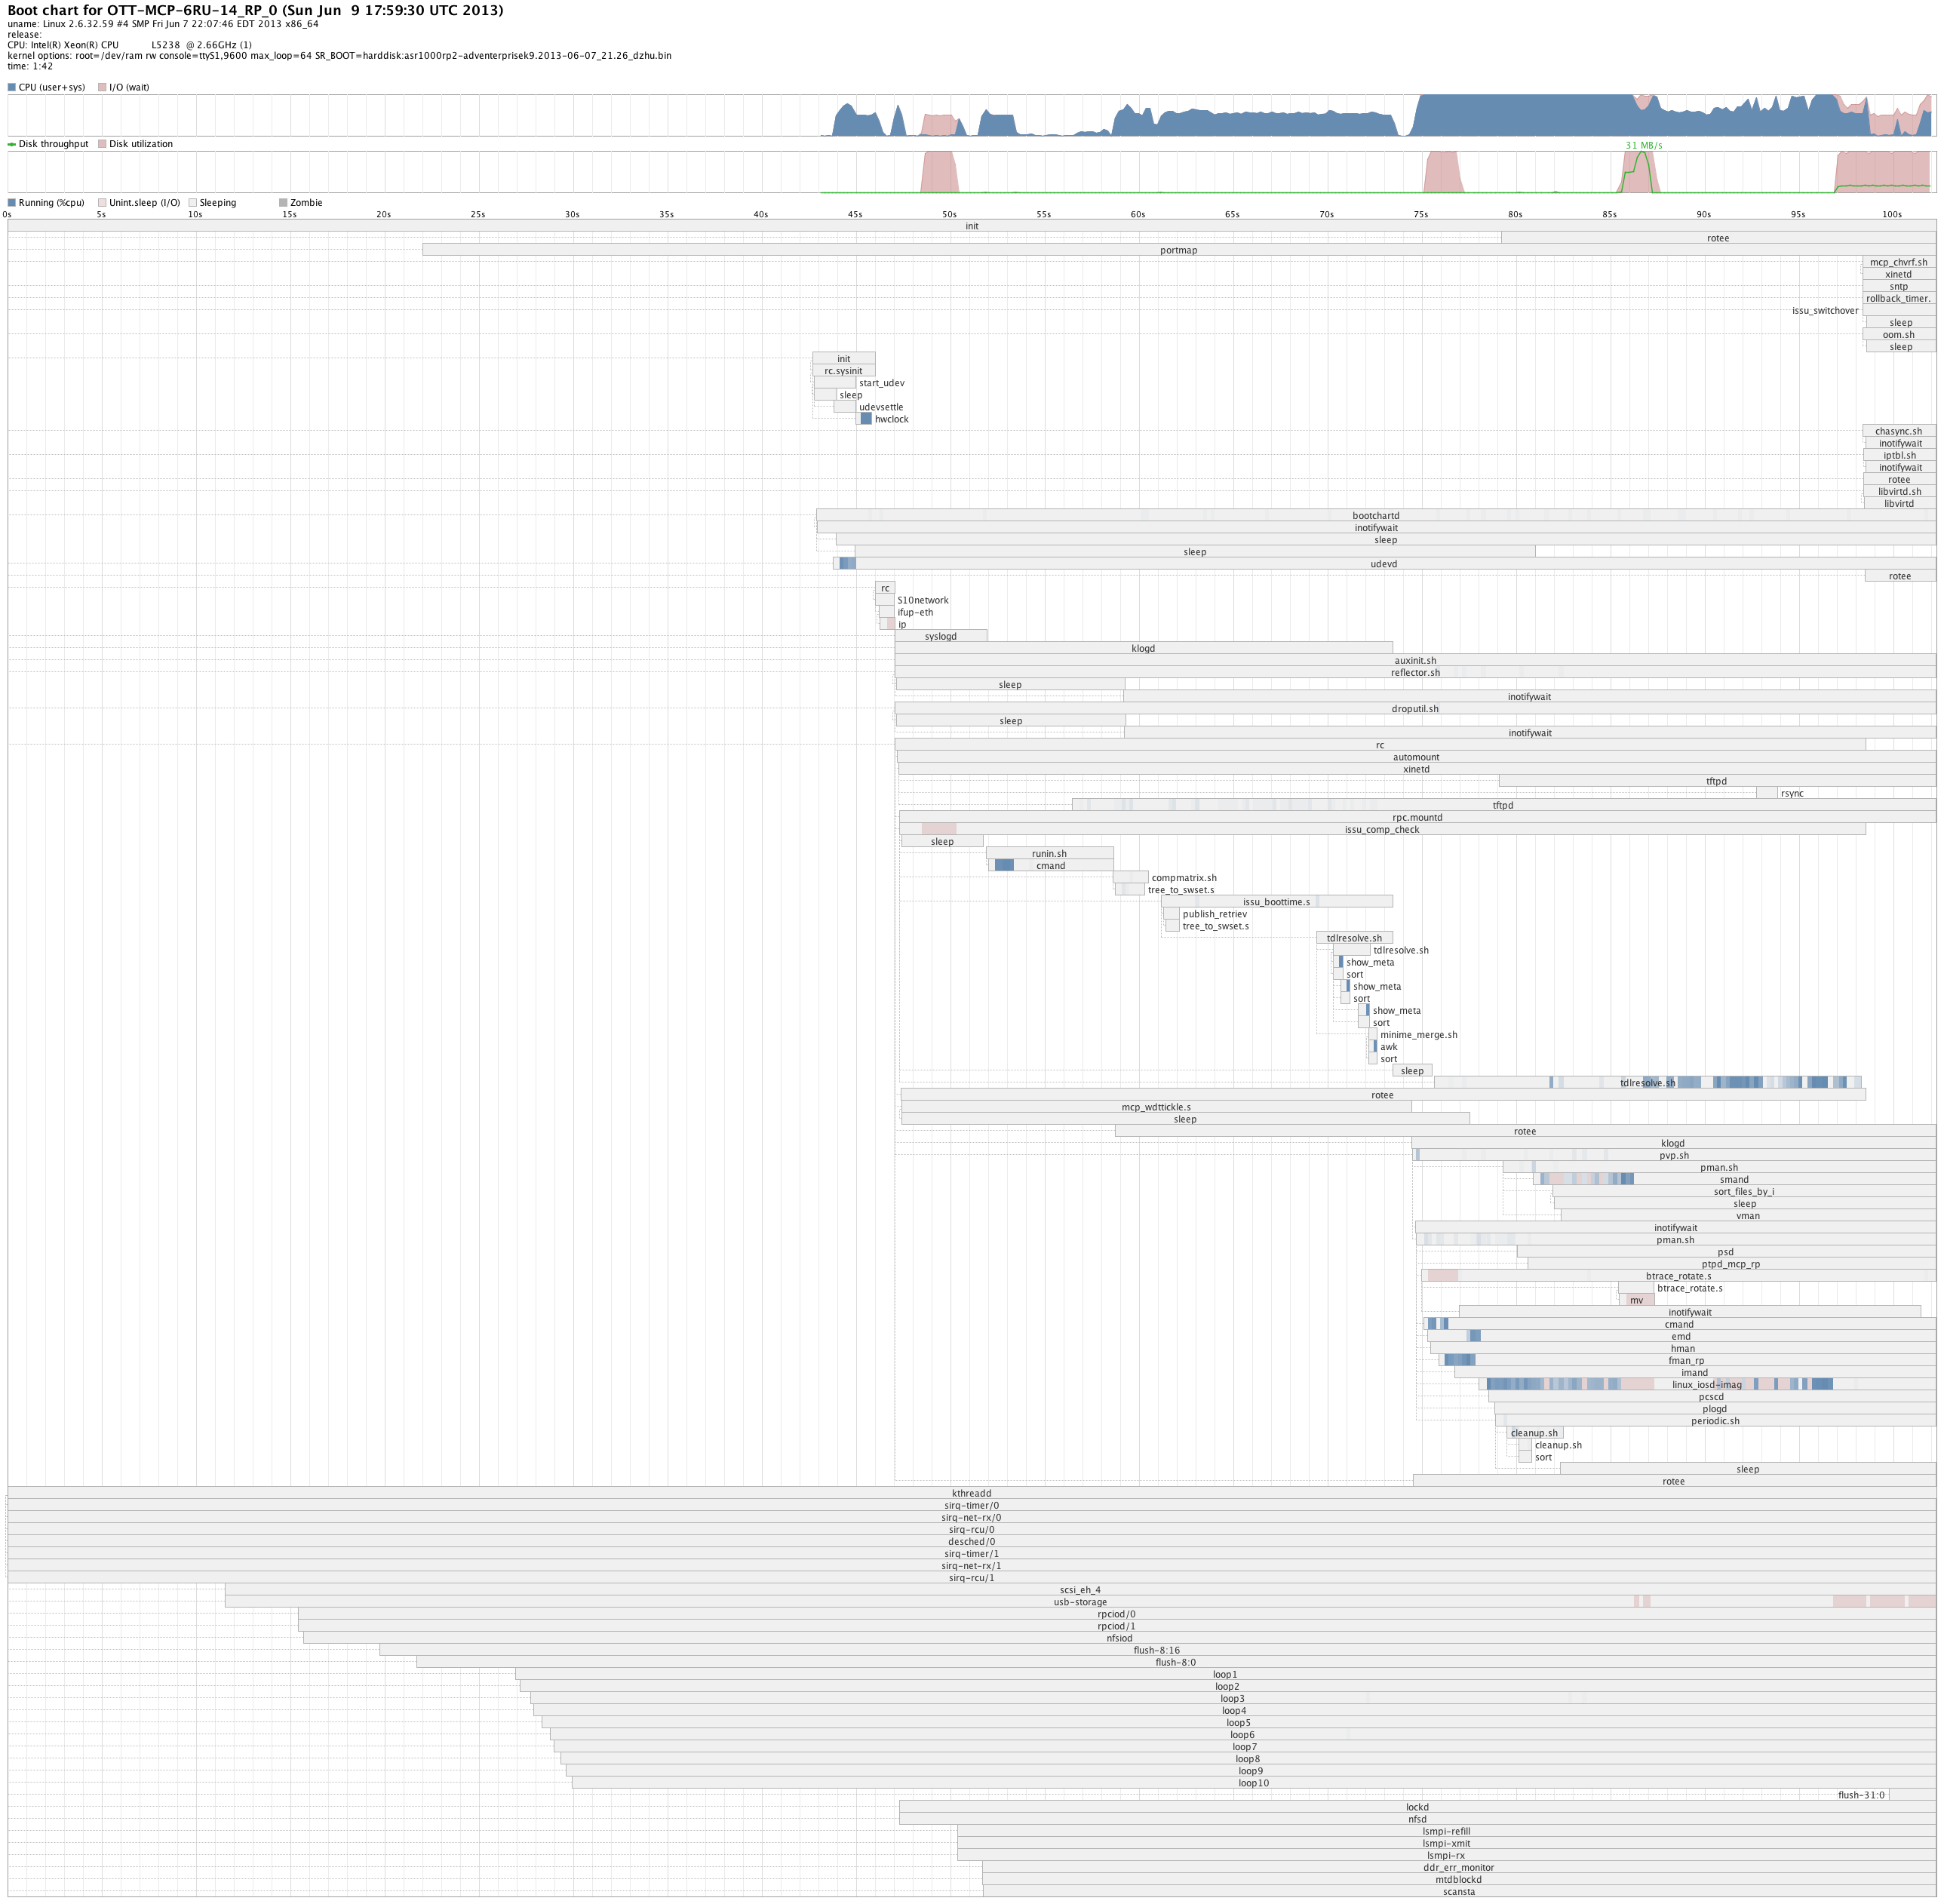 Boot chart for OTT-MCP-6RU-14_RP_0 (Sun Jun  9 17:59:30 UTC 2013)
uname: Linux 2.6.32.59 #4 SMP Fri Jun 7 22:07:46 EDT 2013 x86_64
release:
CPU: Intel(R) Xeon(R) CPU           L5238  @ 2.66GHz (1)
kernel options: root=/dev/ram rw console=ttyS1,9600 max_loop=64 SR_BOOT=harddisk:asr1000rp2-adventerprisek9.2013-06-07_21.26_dzhu.bin
time: 1:42
CPU (user+sys) I/O (wait)
Disk throughput Disk utilization
31 MB/s
Running (%cpu) Unint.sleep (I/O) Sleeping Zombie
0s 5s 10s 15s 20s 25s 30s 35s 40s 45s 50s 55s 60s 65s 70s 75s 80s 85s 90s 95s 100s
init
rotee
portmap
mcp_chvrf.sh
xinetd
sntp
rollback_timer.
issu_switchover
sleep
oom.sh
sleep
init
rc.sysinit
start_udev
sleep
udevsettle
hwclock
chasync.sh
inotifywait
iptbl.sh
inotifywait
rotee
libvirtd.sh
libvirtd
bootchartd
inotifywait
sleep
sleep
udevd
rotee
rc
S10network
ifup-eth
ip
syslogd
klogd
auxinit.sh
reflector.sh
sleep
inotifywait
droputil.sh
sleep
inotifywait
rc
automount
xinetd
tftpd
rsync
tftpd
rpc.mountd
issu_comp_check
sleep
runin.sh
cmand
compmatrix.sh
tree_to_swset.s
issu_boottime.s
publish_retriev
tree_to_swset.s
tdlresolve.sh
tdlresolve.sh
show_meta
sort
show_meta
sort
show_meta
sort
minime_merge.sh
awk
sort
sleep
tdlresolve.sh
rotee
mcp_wdttickle.s
sleep
rotee
klogd
pvp.sh
pman.sh
smand
sort_files_by_i
sleep
vman
inotifywait
pman.sh
psd
ptpd_mcp_rp
btrace_rotate.s
btrace_rotate.s
mv
inotifywait
cmand
emd
hman
fman_rp
imand
linux_iosd-imag
pcscd
plogd
periodic.sh
cleanup.sh
cleanup.sh
sort
sleep
rotee
kthreadd
sirq-timer/0
sirq-net-rx/0
sirq-rcu/0
desched/0
sirq-timer/1
sirq-net-rx/1
sirq-rcu/1
scsi_eh_4
usb-storage
rpciod/0
rpciod/1
nfsiod
flush-8:16
flush-8:0
loop1
loop2
loop3
loop4
loop5
loop6
loop7
loop8
loop9
loop10
flush-31:0
lockd
nfsd
lsmpi-refill
lsmpi-xmit
lsmpi-rx
ddr_err_monitor
mtdblockd
scansta